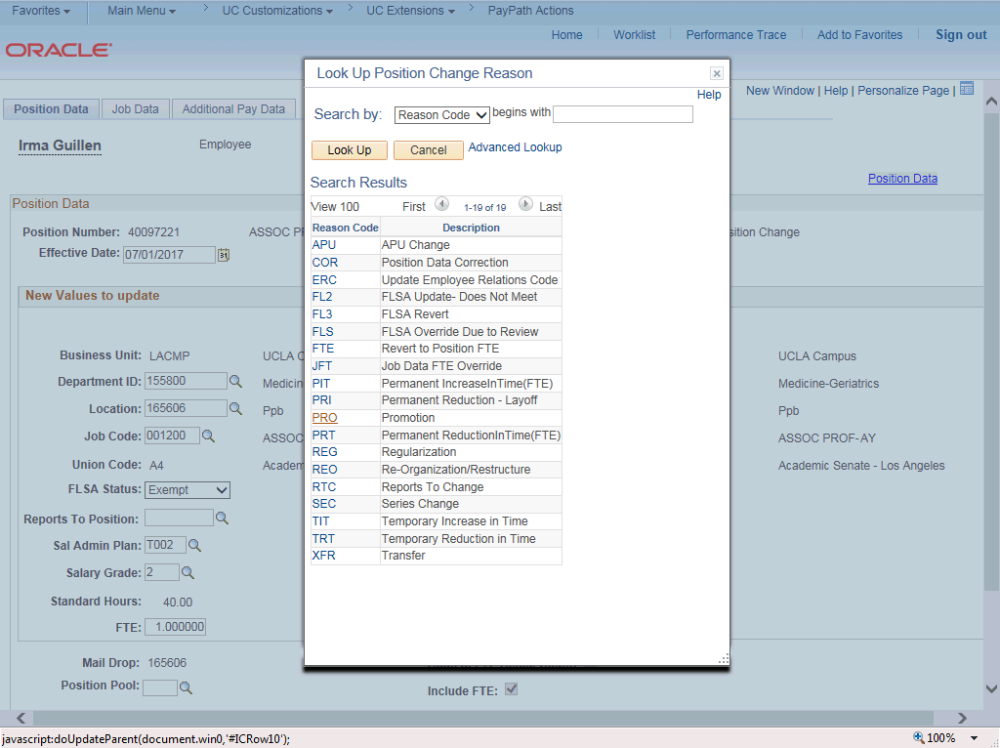 Favorites Main Menu > UC Customizations > UC Extensions > PayPath Actions
Home Worklist Performance Trace Add to Favorites Sign out
ORACLE
Look Up Position Change Reason
Help
Search by: Reason Code begins with
Look Up Cancel Advanced Lookup
Search Results
View 100 First 1-19 of 19 Last
Reason Code Description
APU APU Change
COR Position Data Correction
ERC Update Employee Relations Code
FL2 FLSA Update- Does Not Meet
FL3 FLSA Revert
FLS FLSA Override Due to Review
FTE Revert to Position FTE
JFT Job Data FTE Override
PIT Permanent IncreaseInTime(FTE)
PRI Permanent Reduction - Layoff
PRO Promotion
PRT Permanent ReductionInTime(FTE)
REG Regularization
REO Re-Organization/Restructure
RTC Reports To Change
SEC Series Change
TIT Temporary Increase in Time
TRT Temporary Reduction in Time
XFR Transfer
New Window | Help | Personalize Page |
Position Data Job Data Additional Pay Data
Irma Guillen Employee
Position Data
Position Data
Position Number: 40097221 ASSOC Change
Effective Date: 07/01/2017 31
New Values to update
Business Unit: LACMP UCLA UCLA Campus
Department ID: 155800 Medicine-Geriatrics
Location: 165606 Ppb Ppb
Job Code: 001200 ASSOC ASSOC PROF-AY
Union Code: A4 Academic Senate - Los Angeles
FLSA Status: Exempt
Reports To Position:
Sal Admin Plan: T002
Salary Grade: 2
Standard Hours: 40.00
FTE: 1.000000
Mail Drop: 165606
Position Pool:
Include FTE:
javascript:doUpdateParent(document.win0,'#ICRow10'); 100%